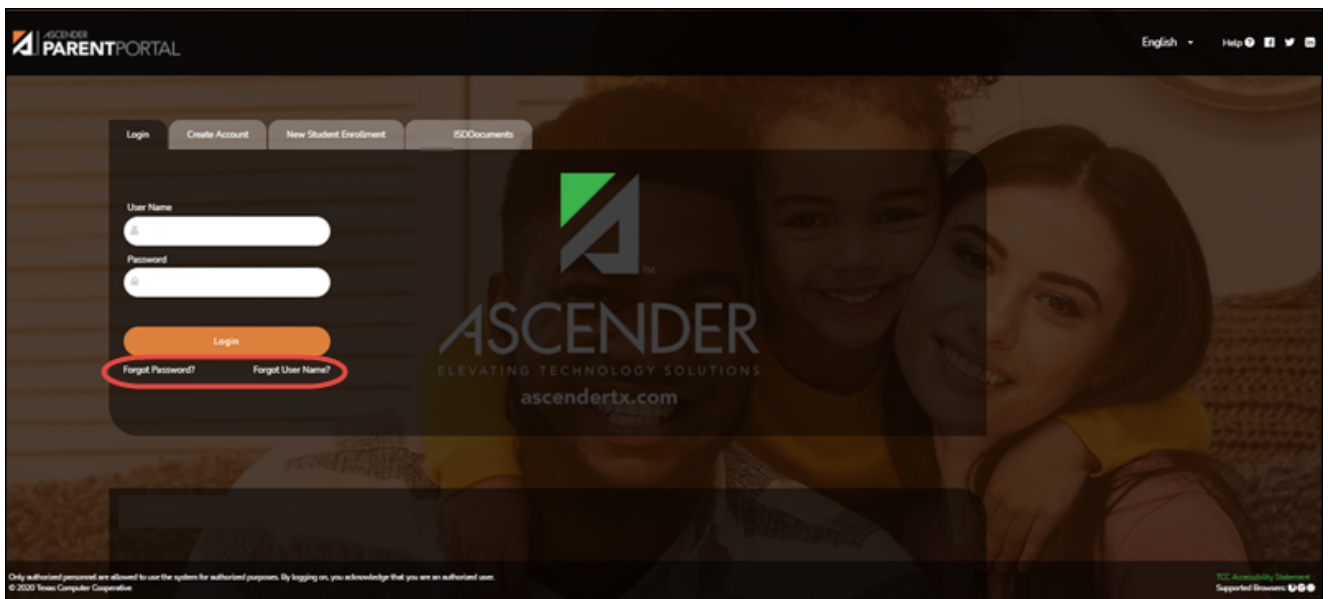 ASCENDER
PARENTPORTAL
English
Help
Login
Create Account
New Student Enrollment
ISDDocuments
User Name
Password
Login
Forgot Password?
Forgot User Name?
ASCENDER
TM
ELEVATING TECHNOLOGY SOLUTIONS
ascendertx.com
Only authorized personnel are allowed to use the system for authorized purposes. By logging on, you acknowledge that you are an authorized user.
© 2020 Texas Computer Cooperative
TCC Accessibility Statement
Supported Browsers: